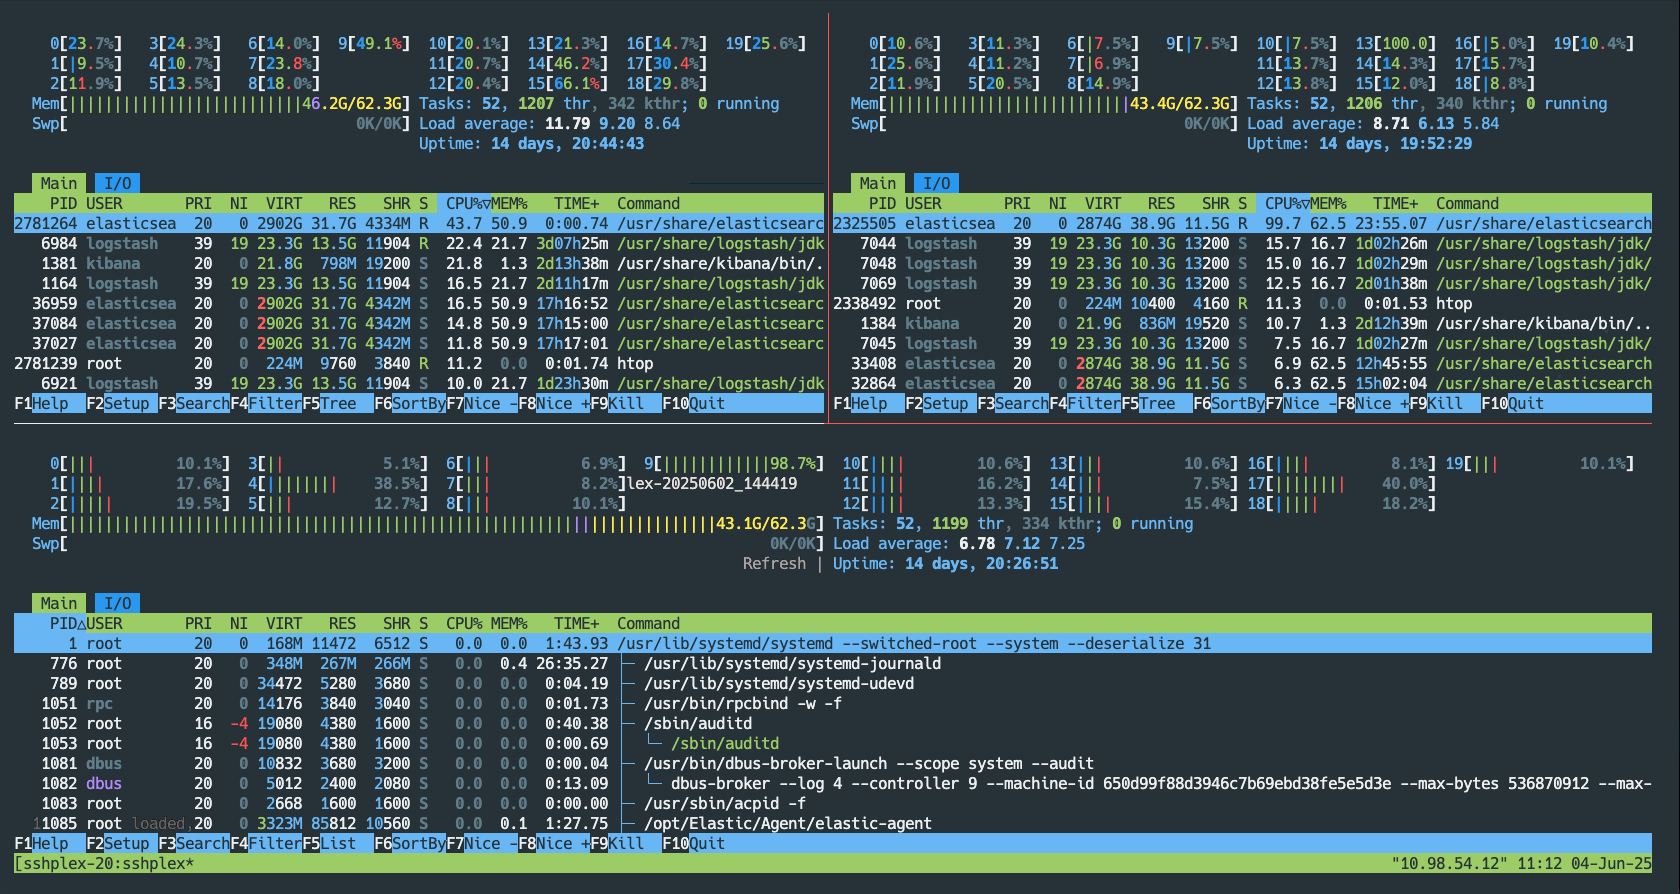 0[23.7%] 3[24.3%] 6[14.0%] 9[49.1%] 10[20.1%] 13[21.3%] 16[14.7%] 19[25.6%]
1[|9.5%] 4[10.7%] 7[23.8%] 11[20.7%] 14[46.2%] 17[30.4%]
2[11.9%] 5[13.5%] 8[18.0%] 12[20.4%] 15[66.1%] 18[29.8%]
Mem[||||||||||||||||||||||||||46.2G/62.3G] Tasks: 52, 1207 thr, 342 kthr; 0 running
Swp[ 0K/0K] Load average: 11.79 9.20 8.64
Uptime: 14 days, 20:44:43
Main I/O
PID USER PRI NI VIRT RES SHR S CPU%▽MEM% TIME+ Command
2781264 elasticsea 20 0 2902G 31.7G 4334M R 43.7 50.9 0:00.74 /usr/share/elasticsearc
6984 logstash 39 19 23.3G 13.5G 11904 R 22.4 21.7 3d07h25m /usr/share/logstash/jdk
1381 kibana 20 0 21.8G 798M 19200 S 21.8 1.3 2d13h38m /usr/share/kibana/bin/.
1164 logstash 39 19 23.3G 13.5G 11904 S 16.5 21.7 2d11h17m /usr/share/logstash/jdk
36959 elasticsea 20 0 2902G 31.7G 4342M S 16.5 50.9 17h16:52 /usr/share/elasticsearc
37084 elasticsea 20 0 2902G 31.7G 4342M S 14.8 50.9 17h15:00 /usr/share/elasticsearc
37027 elasticsea 20 0 2902G 31.7G 4342M S 11.8 50.9 17h17:01 /usr/share/elasticsearc
2781239 root 20 0 224M 9760 3840 R 11.2 0.0 0:01.74 htop
6921 logstash 39 19 23.3G 13.5G 11904 S 10.0 21.7 1d23h30m /usr/share/logstash/jdk
F1Help F2Setup F3SearchF4FilterF5Tree F6SortByF7Nice -F8Nice +F9Kill F10Quit
0[10.6%] 3[11.3%] 6[|7.5%] 9[|7.5%] 10[|7.5%] 13[100.0] 16[|5.0%] 19[10.4%]
1[25.6%] 4[11.2%] 7[|6.9%] 11[13.7%] 14[14.3%] 17[15.7%]
2[11.9%] 5[20.5%] 8[14.9%] 12[13.8%] 15[12.0%] 18[|8.8%]
Mem[|||||||||||||||||||||||||||43.4G/62.3G] Tasks: 52, 1206 thr, 340 kthr; 0 running
Swp[ 0K/0K] Load average: 8.71 6.13 5.84
Uptime: 14 days, 19:52:29
Main I/O
PID USER PRI NI VIRT RES SHR S CPU%▽MEM% TIME+ Command
2325505 elasticsea 20 0 2874G 38.9G 11.5G R 99.7 62.5 23:55.07 /usr/share/elasticsearch
7044 logstash 39 19 23.3G 10.3G 13200 S 15.7 16.7 1d02h26m /usr/share/logstash/jdk/
7048 logstash 39 19 23.3G 10.3G 13200 S 15.0 16.7 1d02h29m /usr/share/logstash/jdk/
7069 logstash 39 19 23.3G 10.3G 13200 S 12.5 16.7 2d01h38m /usr/share/logstash/jdk/
2338492 root 20 0 224M 10400 4160 R 11.3 0.0 0:01.53 htop
1384 kibana 20 0 21.9G 836M 19520 S 10.7 1.3 2d12h39m /usr/share/kibana/bin/..
7045 logstash 39 19 23.3G 10.3G 13200 S 7.5 16.7 1d02h27m /usr/share/logstash/jdk/
33408 elasticsea 20 0 2874G 38.9G 11.5G S 6.9 62.5 12h45:55 /usr/share/elasticsearch
32864 elasticsea 20 0 2874G 38.9G 11.5G S 6.3 62.5 15h02:04 /usr/share/elasticsearch
F1Help F2Setup F3SearchF4FilterF5Tree F6SortByF7Nice -F8Nice +F9Kill F10Quit
0[||| 10.1%] 3[|| 5.1%] 6[||| 6.9%] 9[||||||||||||98.7%] 10[|||| 10.6%] 13[||| 10.6%] 16[|||| 8.1%] 19[||| 10.1%]
1[|||| 17.6%] 4[|||||||| 38.5%] 7[||| 8.2%]lex-20250602_144419 11[|||| 16.2%] 14[||| 7.5%] 17[|||||||| 40.0%]
2[||||| 19.5%] 5[||| 12.7%] 8[||| 10.1%] 12[|||| 13.3%] 15[|||| 15.4%] 18[||||| 18.2%]
Mem[||||||||||||||||||||||||||||||||||||||||||||||||||||||||||||||||||||||||43.1G/62.3G] Tasks: 52, 1199 thr, 334 kthr; 0 running
Swp[ 0K/0K] Load average: 6.78 7.12 7.25
Refresh | Uptime: 14 days, 20:26:51
Main I/O
PID△USER PRI NI VIRT RES SHR S CPU% MEM% TIME+ Command
1 root 20 0 168M 11472 6512 S 0.0 0.0 1:43.93 /usr/lib/systemd/systemd --switched-root --system --deserialize 31
776 root 20 0 348M 267M 266M S 0.0 0.4 26:35.27 ├─ /usr/lib/systemd/systemd-journald
789 root 20 0 34472 5280 3680 S 0.0 0.0 0:04.19 ├─ /usr/lib/systemd/systemd-udevd
1051 rpc 20 0 14176 3840 3040 S 0.0 0.0 0:01.73 ├─ /usr/bin/rpcbind -w -f
1052 root 16 -4 19080 4380 1600 S 0.0 0.0 0:40.38 ├─ /sbin/auditd
1053 root 16 -4 19080 4380 1600 S 0.0 0.0 0:00.69 │ └─ /sbin/auditd
1081 dbus 20 0 10832 3680 3200 S 0.0 0.0 0:00.04 ├─ /usr/bin/dbus-broker-launch --scope system --audit
1082 dbus 20 0 5012 2400 2080 S 0.0 0.0 0:13.09 │ └─ dbus-broker --log 4 --controller 9 --machine-id 650d99f88d3946c7b69ebd38fe5e5d3e --max-bytes 536870912 --max-
1083 root 20 0 2668 1600 1600 S 0.0 0.0 0:00.00 ├─ /usr/sbin/acpid -f
11085 root loaded,20 0 3323M 85812 10560 S 0.0 0.1 1:27.75 ├─ /opt/Elastic/Agent/elastic-agent
F1Help F2Setup F3SearchF4FilterF5List F6SortByF7Nice -F8Nice +F9Kill F10Quit
[sshplex-20:sshplex* "10.98.54.12" 11:12 04-Jun-25